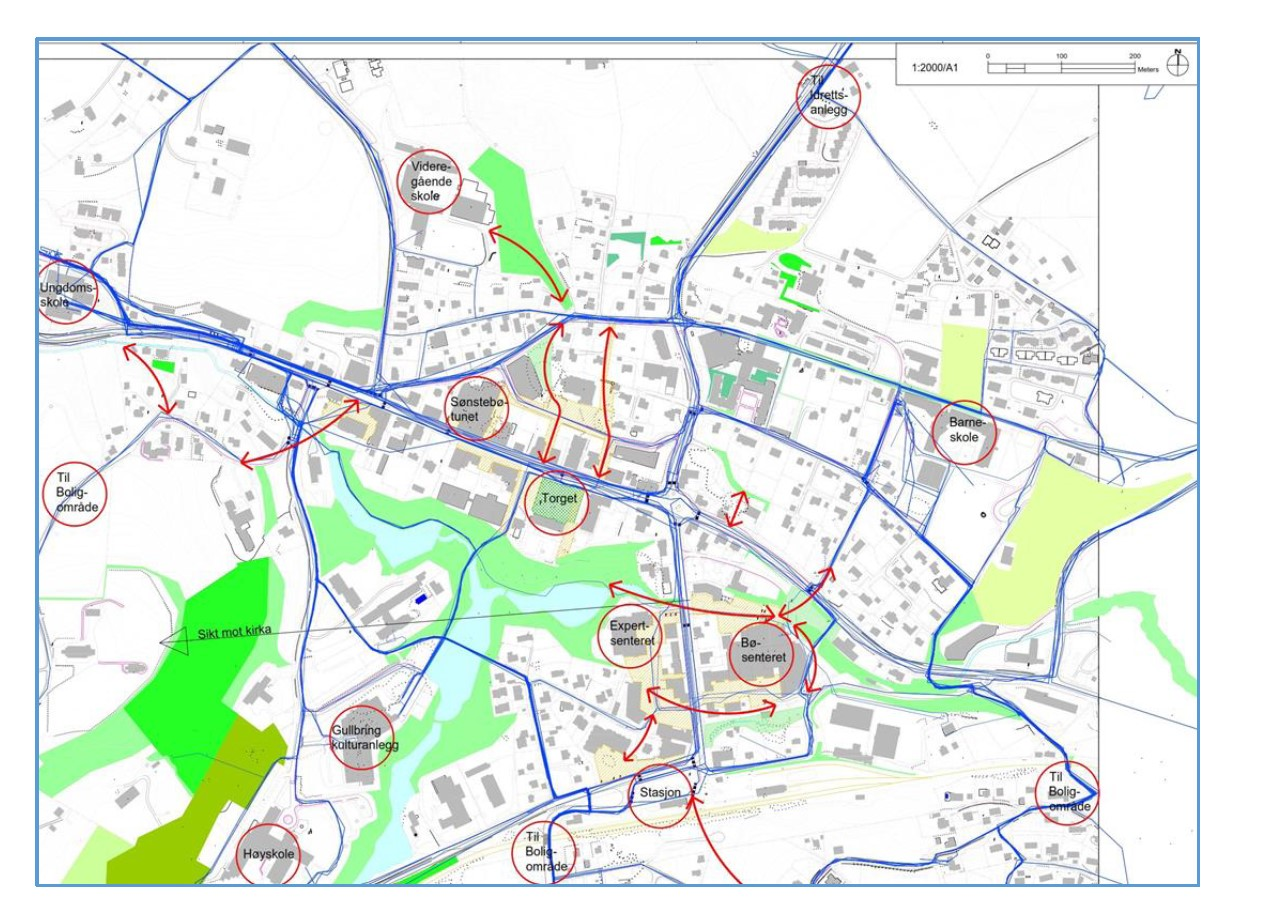 0
100
200
N
1:2000/A1
Meters
Til
Idretts-
anlegg
Videre-
gående
skole
Ungdoms-
skole
Sønstebø-
tunet
Barne-
skole
Til
Bolig-
område
Torget
Sikt mot kirka
Expert-
senteret
Bø-
senteret
Gullbring
kulturanlegg
Stasjon
Til
Bolig-
område
Høyskole
Til
Bolig-
område